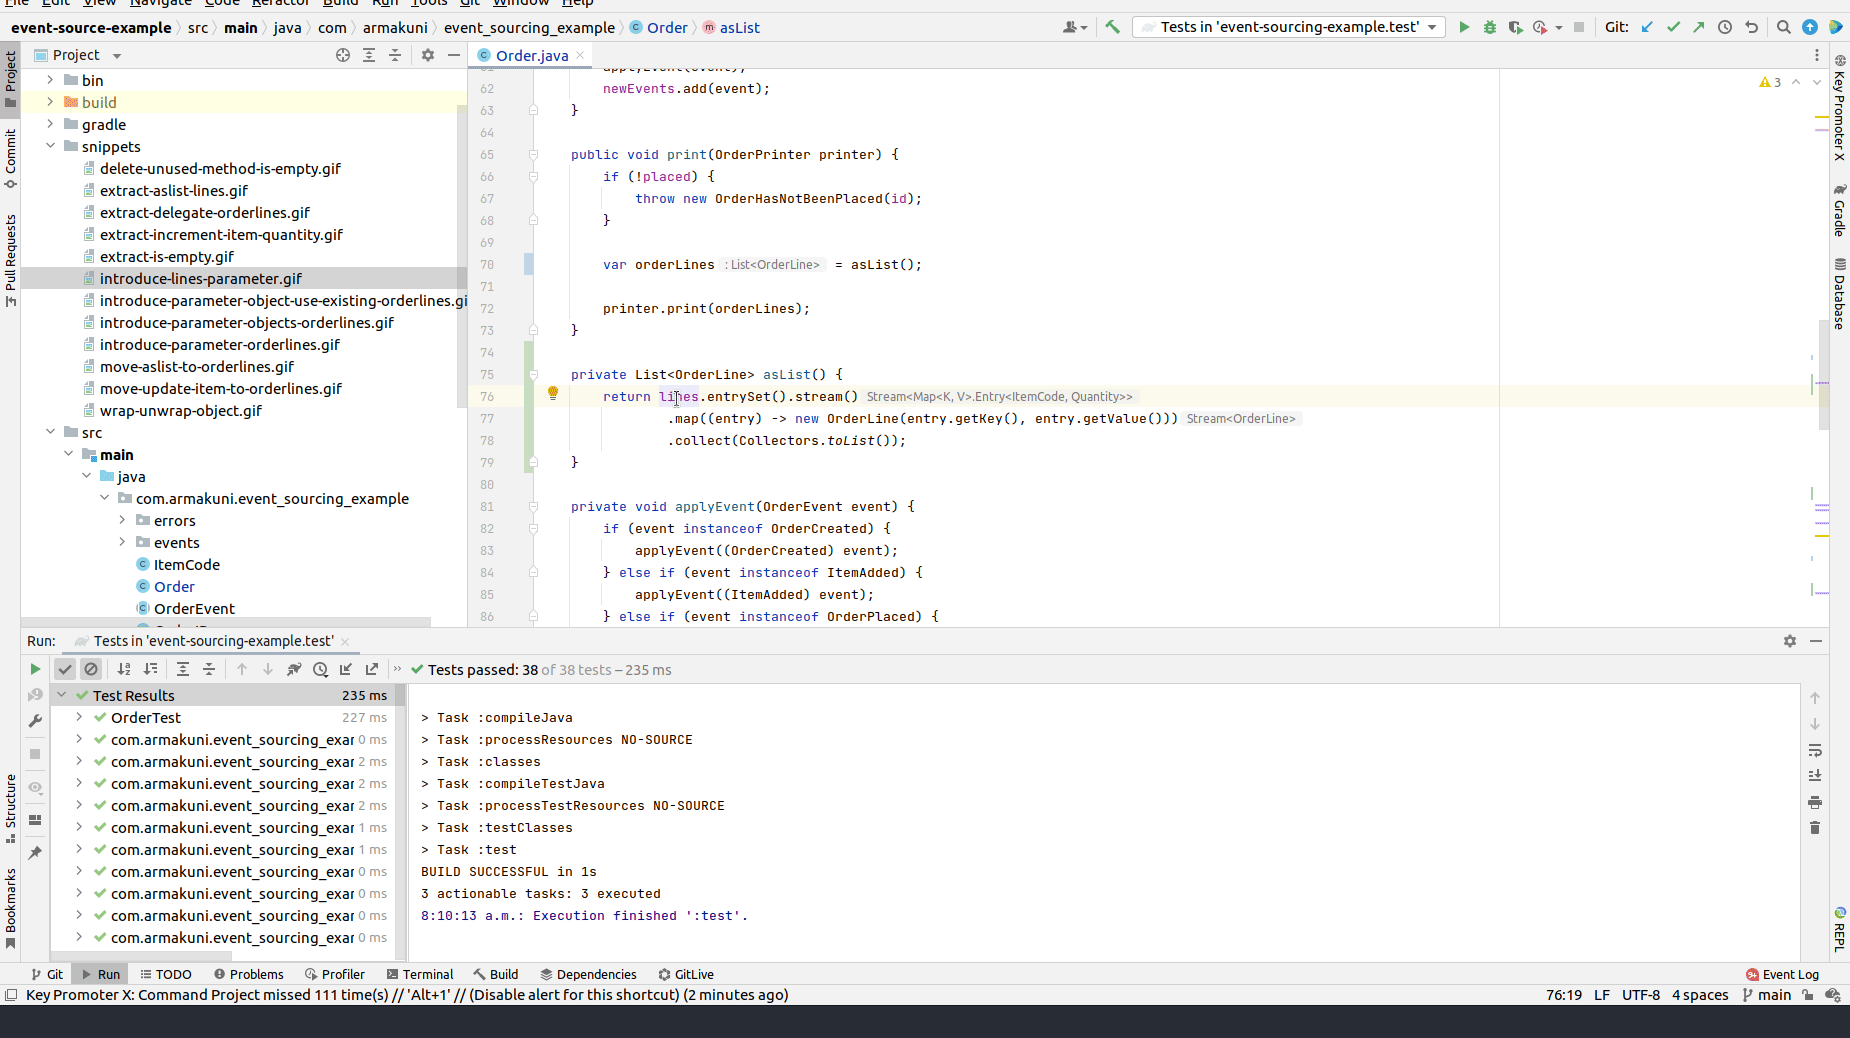 File Edit View Navigate Code Refactor Build Run Tools Git Window Help
event-source-example src main java com armakuni event_sourcing_example Order asList
Tests in 'event-sourcing-example.test'
Git:
Project
Order.java
bin
build
gradle
snippets
delete-unused-method-is-empty.gif
extract-aslist-lines.gif
extract-delegate-orderlines.gif
extract-increment-item-quantity.gif
extract-is-empty.gif
introduce-lines-parameter.gif
introduce-parameter-object-use-existing-orderlines.gi
introduce-parameter-objects-orderlines.gif
introduce-parameter-orderlines.gif
move-aslist-to-orderlines.gif
move-update-item-to-orderlines.gif
wrap-unwrap-object.gif
src
main
java
com.armakuni.event_sourcing_example
errors
events
ItemCode
Order
OrderEvent
Project
Commit
Pull Requests
Structure
Bookmarks
61 applyEvent(event);
62 newEvents.add(event);
63 }
64
65 public void print(OrderPrinter printer) {
66 if (!placed) {
67 throw new OrderHasNotBeenPlaced(id);
68 }
69
70 var orderLines : List<OrderLine> = asList();
71
72 printer.print(orderLines);
73 }
74
75 private List<OrderLine> asList() {
76 return lines.entrySet().stream() Stream<Map<K, V>.Entry<ItemCode, Quantity>>
77 .map((entry) -> new OrderLine(entry.getKey(), entry.getValue())) Stream<OrderLine>
78 .collect(Collectors.toList());
79 }
80
81 private void applyEvent(OrderEvent event) {
82 if (event instanceof OrderCreated) {
83 applyEvent((OrderCreated) event);
84 } else if (event instanceof ItemAdded) {
85 applyEvent((ItemAdded) event);
86 } else if (event instanceof OrderPlaced) {
3
Key Promoter X
Gradle
Database
REPL
Run: Tests in 'event-sourcing-example.test'
Tests passed: 38 of 38 tests – 235 ms
Test Results 235 ms
OrderTest 227 ms
com.armakuni.event_sourcing_exar 0 ms
com.armakuni.event_sourcing_exar 2 ms
com.armakuni.event_sourcing_exar 2 ms
com.armakuni.event_sourcing_exar 2 ms
com.armakuni.event_sourcing_exar 1 ms
com.armakuni.event_sourcing_exar 1 ms
com.armakuni.event_sourcing_exar 0 ms
com.armakuni.event_sourcing_exar 0 ms
com.armakuni.event_sourcing_exar 0 ms
com.armakuni.event_sourcing_exar 0 ms
> Task :compileJava
> Task :processResources NO-SOURCE
> Task :classes
> Task :compileTestJava
> Task :processTestResources NO-SOURCE
> Task :testClasses
> Task :test
BUILD SUCCESSFUL in 1s
3 actionable tasks: 3 executed
8:10:13 a.m.: Execution finished ':test'.
Git Run TODO Problems Profiler Terminal Build Dependencies GitLive 9+ Event Log
Key Promoter X: Command Project missed 111 time(s) // 'Alt+1' // (Disable alert for this shortcut) (2 minutes ago) 76:19 LF UTF-8 4 spaces main